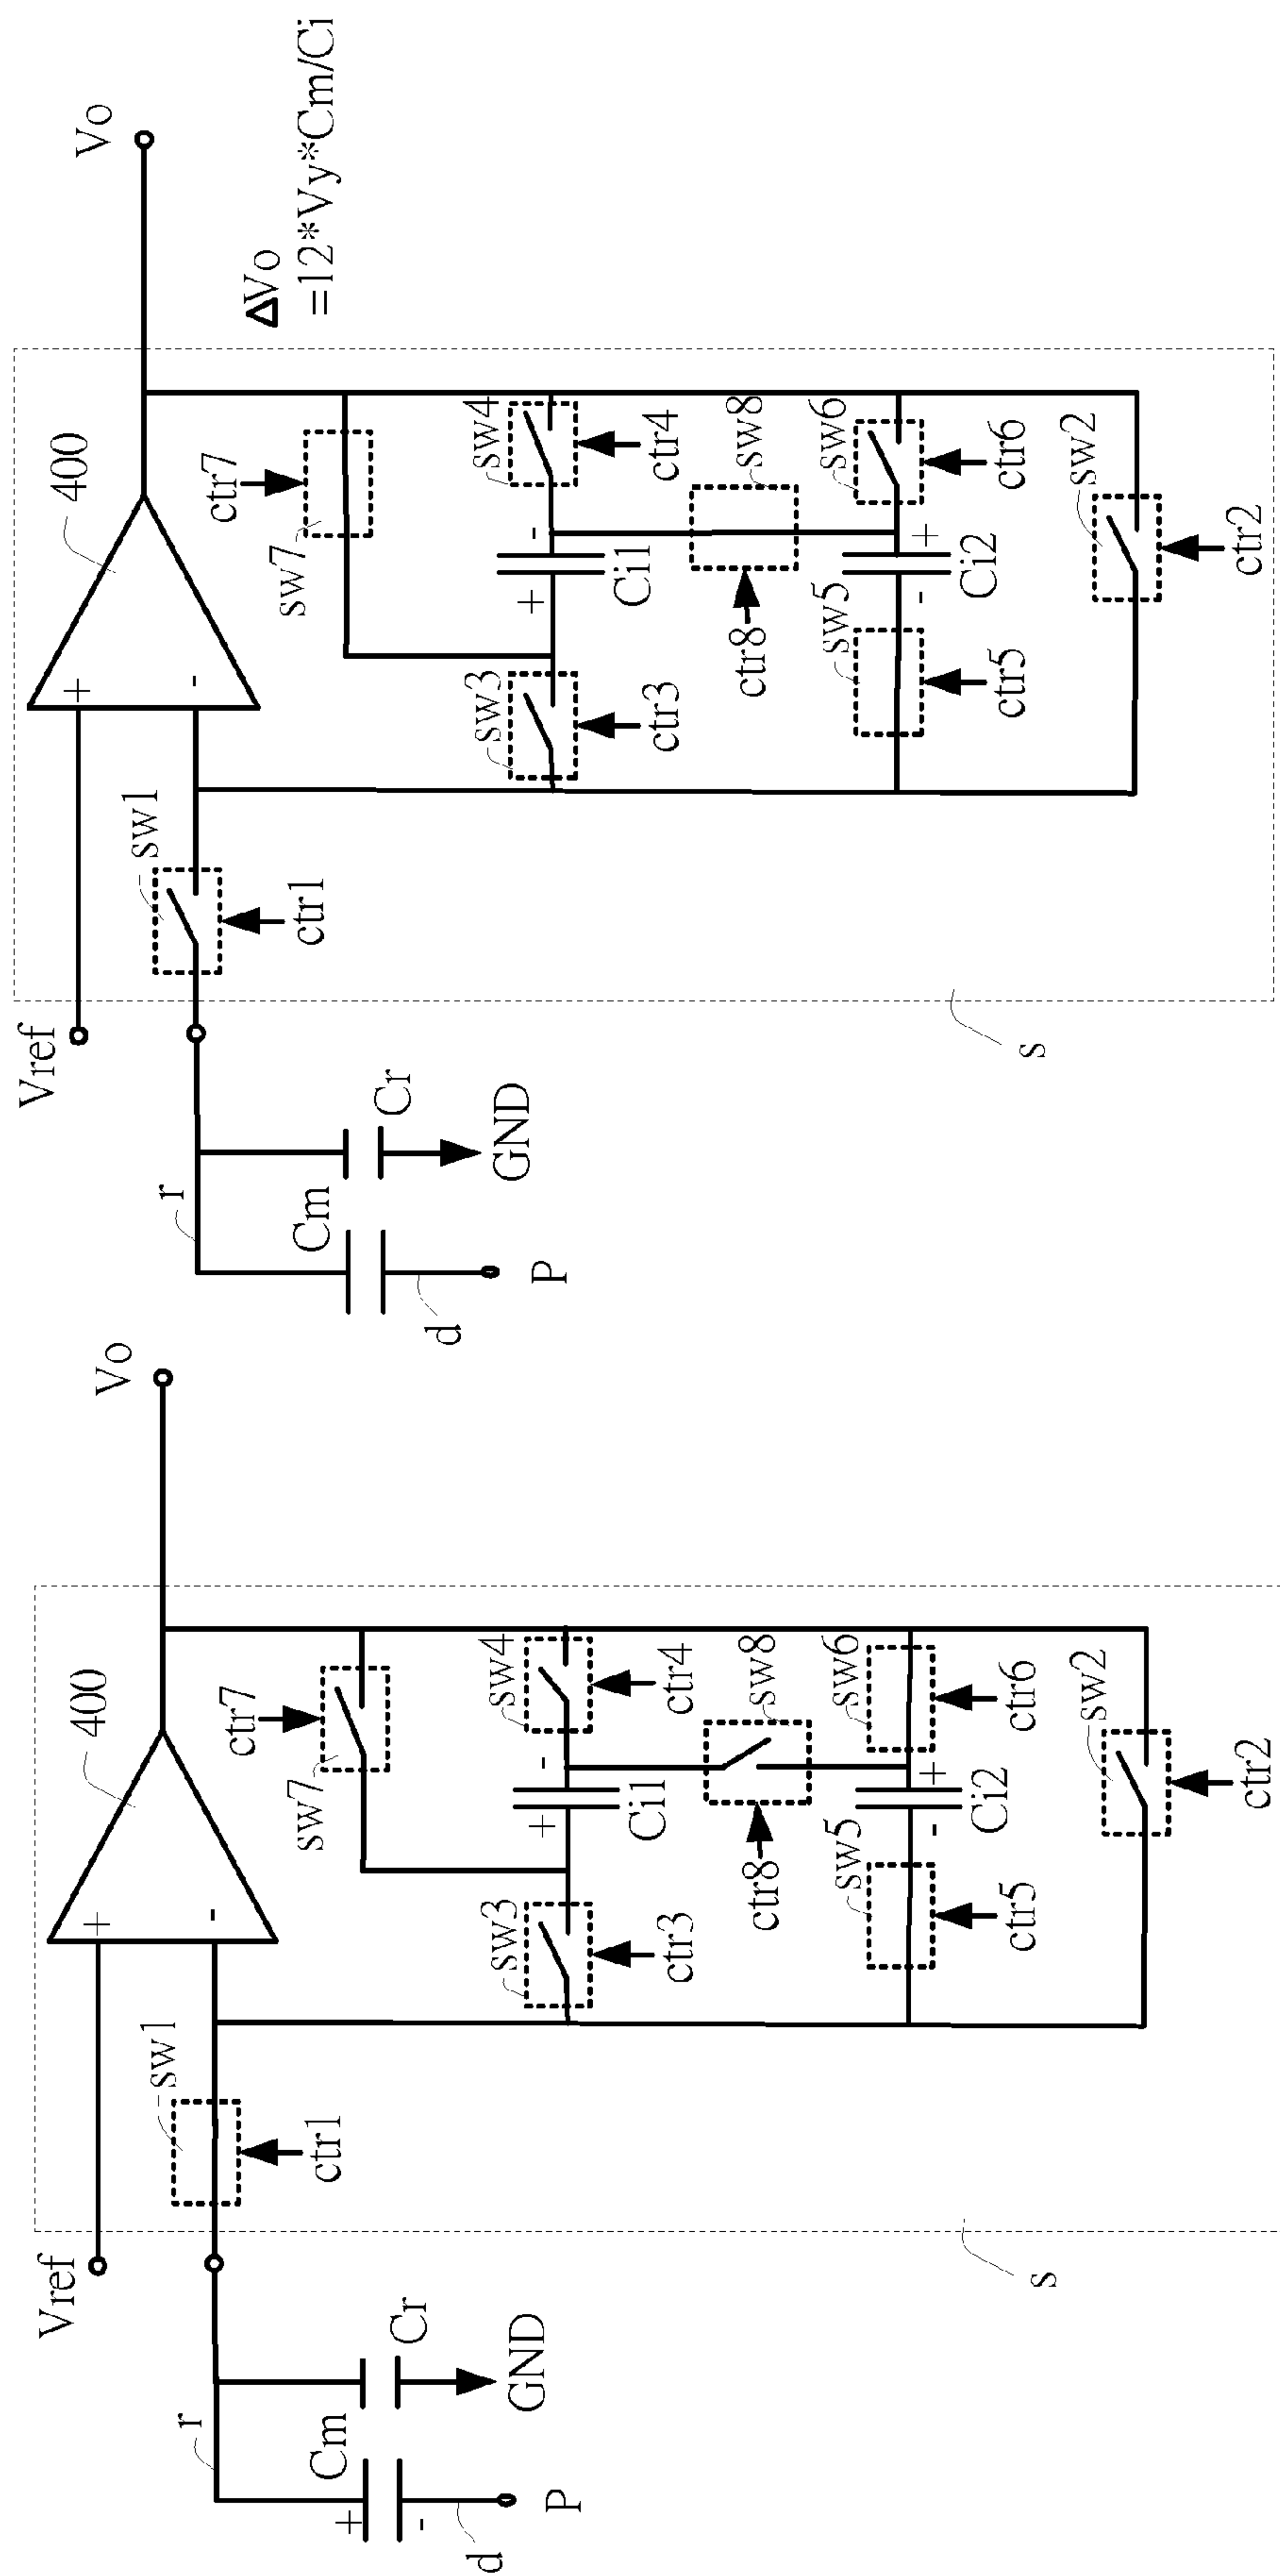 Vref
sw1
ctr1
400
+
-
Vo
r
Cm
+
-
d
P
Cr
GND
ctr7
sw7
sw3
ctr3
+
-
Ci1
sw4
ctr4
ctr8
sw8
sw5
ctr5
-
+
Ci2
sw6
ctr6
sw2
ctr2
s
Vref
sw1
ctr1
400
+
-
Vo
ΔVo
=12*Vy*Cm/Ci
r
Cm
d
P
Cr
GND
ctr7
sw7
sw3
ctr3
+
-
Ci1
sw4
ctr4
ctr8
sw8
sw5
ctr5
-
+
Ci2
sw6
ctr6
sw2
ctr2
s